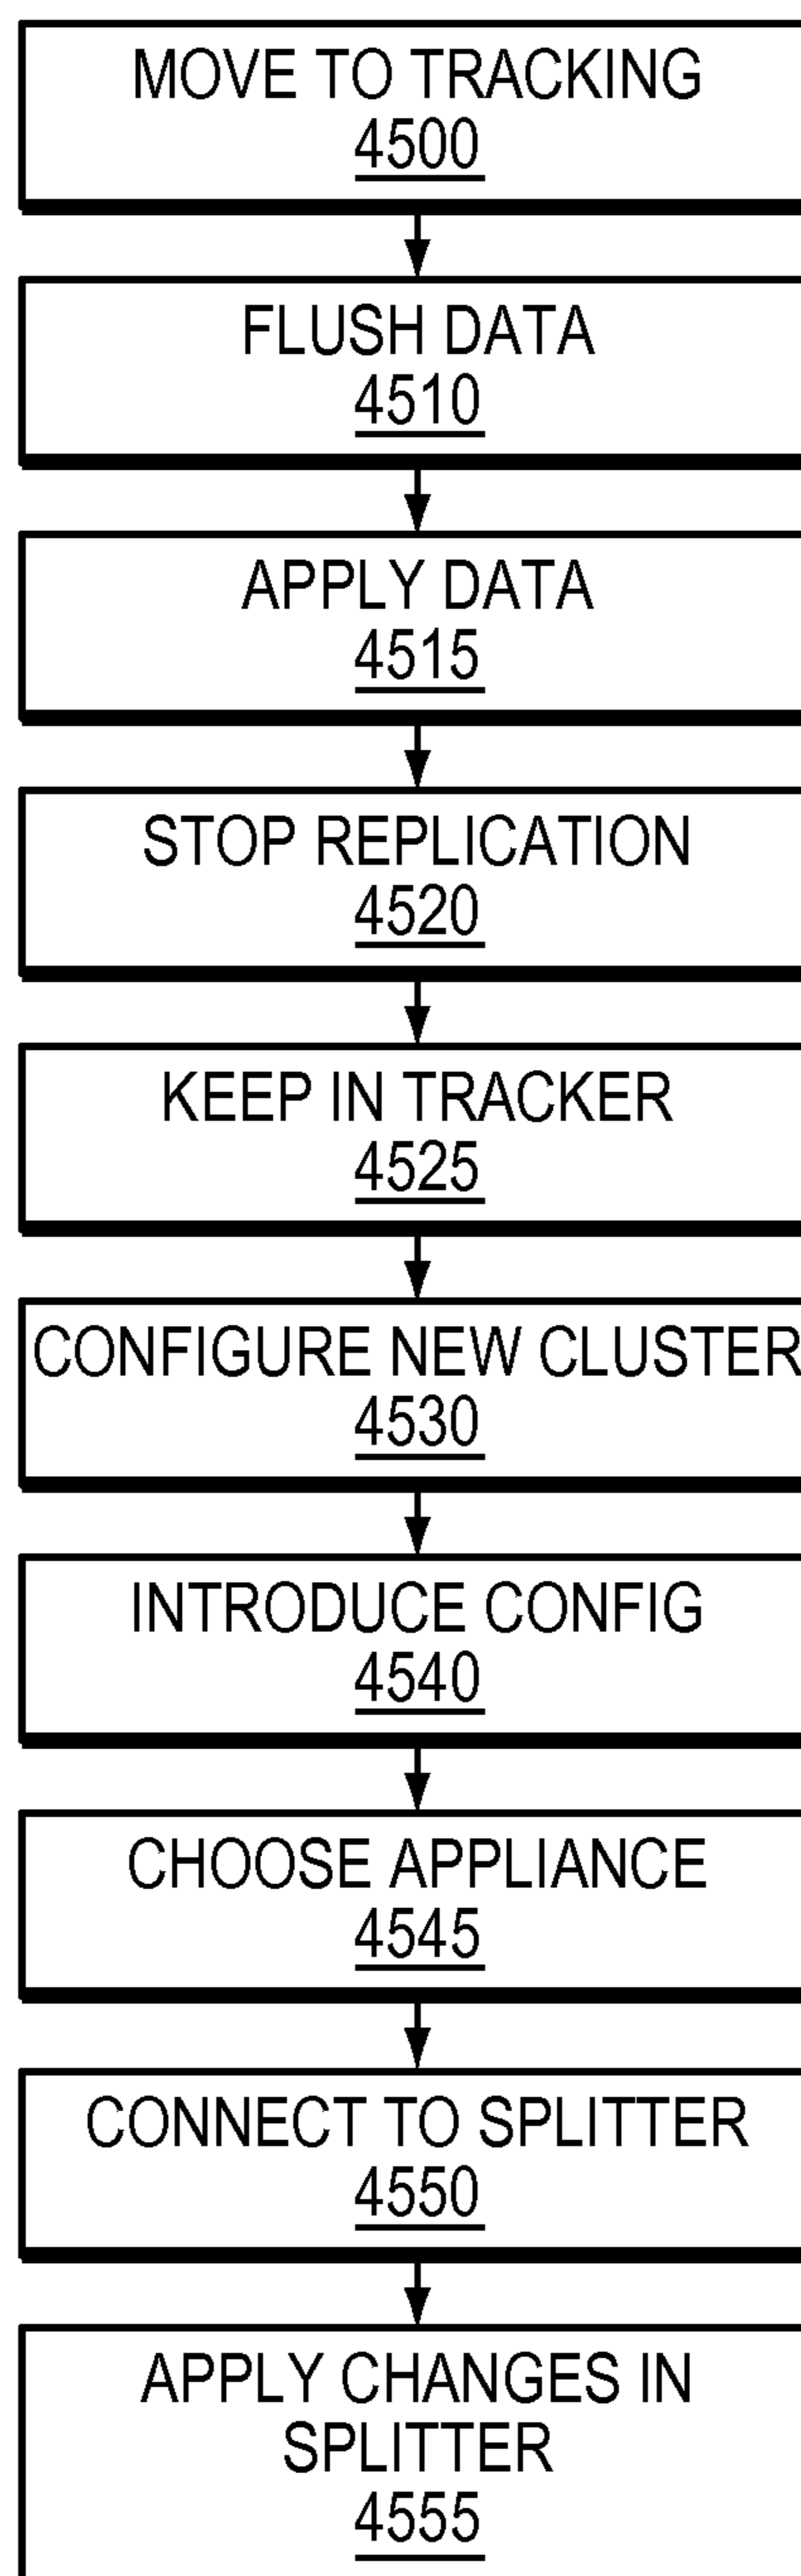 MOVE TO TRACKING
4500
FLUSH DATA
4510
APPLY DATA
4515
STOP REPLICATION
4520
KEEP IN TRACKER
4525
CONFIGURE NEW CLUSTER
4530
INTRODUCE CONFIG
4540
CHOOSE APPLIANCE
4545
CONNECT TO SPLITTER
4550
APPLY CHANGES IN
SPLITTER
4555